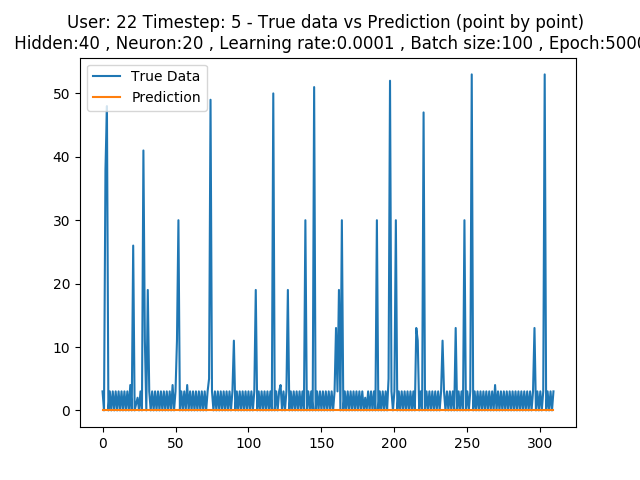 User: 22 Timestep: 5 - True data vs Prediction (point by point)
Hidden:40 , Neuron:20 , Learning rate:0.0001 , Batch size:100 , Epoch:5000
True Data
Prediction
50
40
30
20
10
0
0 50 100 150 200 250 300